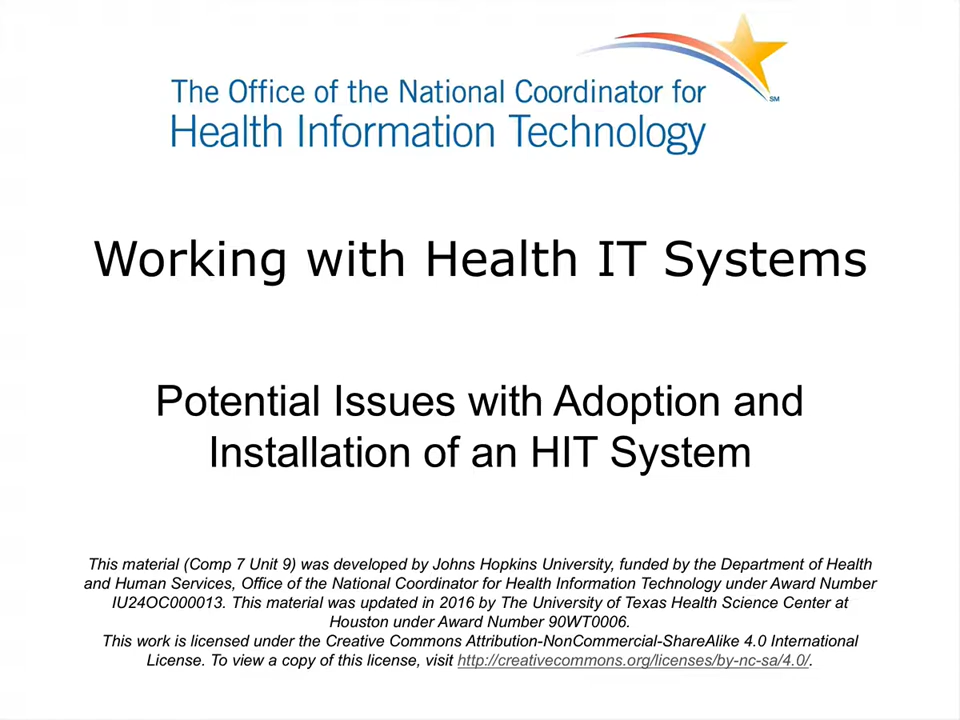 The Office of the National Coordinator for
Health Information Technology
SM
Working with Health IT Systems
Potential Issues with Adoption and
Installation of an HIT System
This material (Comp 7 Unit 9) was developed by Johns Hopkins University, funded by the Department of Health
and Human Services, Office of the National Coordinator for Health Information Technology under Award Number
IU24OC000013. This material was updated in 2016 by The University of Texas Health Science Center at
Houston under Award Number 90WT0006.
This work is licensed under the Creative Commons Attribution-NonCommercial-ShareAlike 4.0 International
License. To view a copy of this license, visit http://creativecommons.org/licenses/by-nc-sa/4.0/.